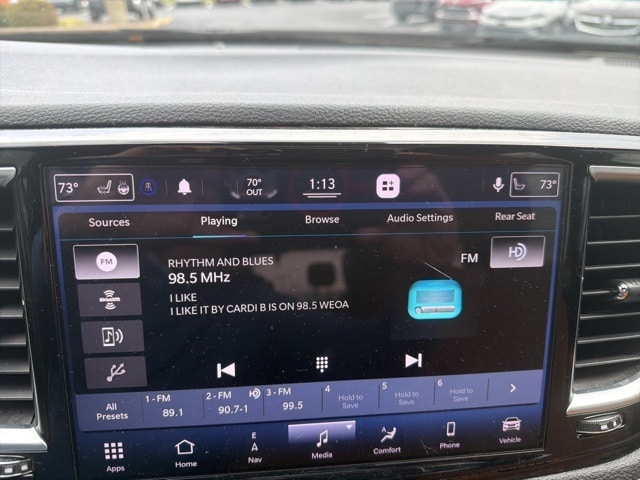 73° 70° OUT 1:13 73°
Sources Playing Browse Audio Settings Rear Seat
FM
RHYTHM AND BLUES
98.5 MHz
FM
HD
SiriusXM
I LIKE
I LIKE IT BY CARDI B IS ON 98.5 WEOA
All Presets
1 - FM
89.1
2 - FM HD
90.7-1
3 - FM
99.5
4
Hold to Save
5
Hold to Save
6
Hold to Save
Apps
Home
E
Nav
Media
Comfort
Phone
Vehicle